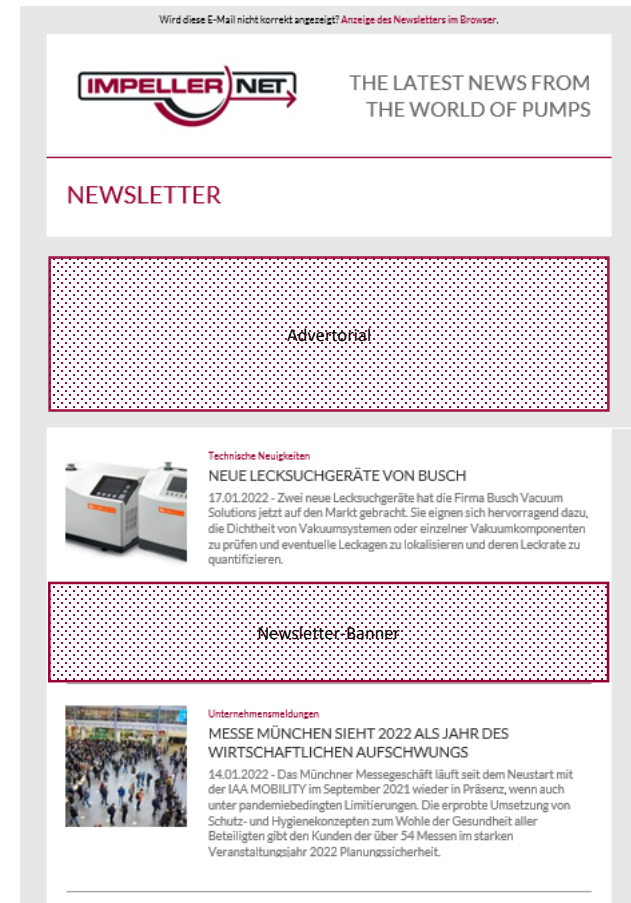 Wird diese E-Mail nicht korrekt angezeigt? Anzeige des Newsletters im Browser.
IMPELLER NET
THE LATEST NEWS FROM
THE WORLD OF PUMPS
NEWSLETTER
Advertorial
Technische Neuigkeiten
NEUE LECKSUCHGERÄTE VON BUSCH
17.01.2022 - Zwei neue Lecksuchgeräte hat die Firma Busch Vacuum
Solutions jetzt auf den Markt gebracht. Sie eignen sich hervorragend dazu,
die Dichtheit von Vakuumsystemen oder einzelner Vakuumkomponenten
zu prüfen und eventuelle Leckagen zu lokalisieren und deren Leckrate zu
quantifizieren.
Newsletter-Banner
Unternehmensmeldungen
MESSE MÜNCHEN SIEHT 2022 ALS JAHR DES
WIRTSCHAFTLICHEN AUFSCHWUNGS
14.01.2022 - Das Münchner Messegeschäft läuft seit dem Neustart mit
der IAA MOBILITY im September 2021 wieder in Präsenz, wenn auch
unter pandemiebedingten Limitierungen. Die erprobte Umsetzung von
Schutz- und Hygienekonzepten zum Wohle der Gesundheit aller
Beteiligten gibt den Kunden der über 54 Messen im starken
Veranstaltungsjahr 2022 Planungssicherheit.